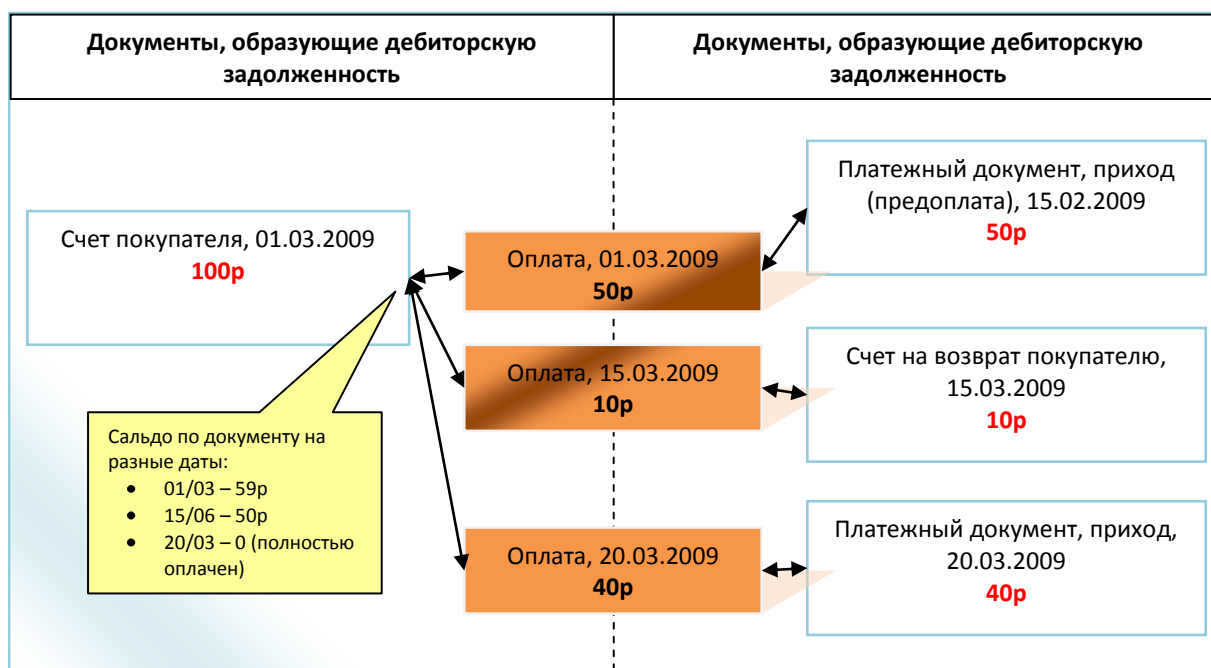 Документы, образующие дебиторскую
задолженность
Документы, образующие дебиторскую
задолженность
Счет покупателя, 01.03.2009
100р
Оплата, 01.03.2009
50р
Платежный документ, приход
(предоплата), 15.02.2009
50р
Оплата, 15.03.2009
10р
Счет на возврат покупателю,
15.03.2009
10р
Сальдо по документу на
разные даты:
• 01/03 – 59р
• 15/06 – 50р
• 20/03 – 0 (полностью
оплачен)
Оплата, 20.03.2009
40р
Платежный документ, приход,
20.03.2009
40р